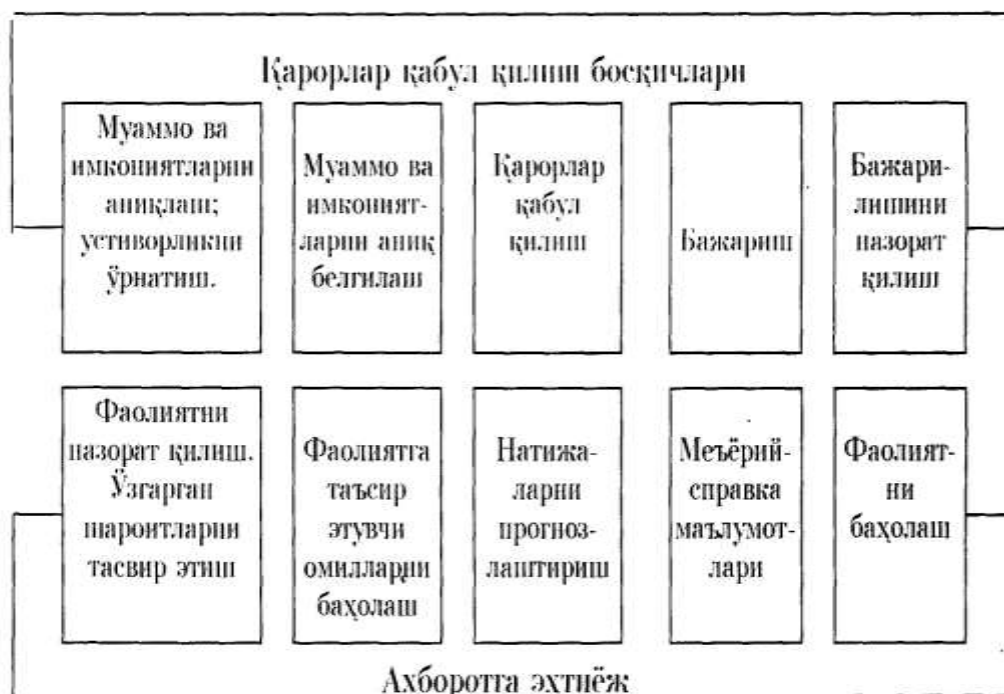 Қарорлар қабул қилиш босқичлари
Муаммо ва
имкониятларни
аниқлаш;
устиворликни
ўрнатиш.
Муаммо ва
имконият-
ларни аниқ
белгилаш
Қарорлар
қабул
қилиш
Бажариш
Бажари-
лишини
назорат
қилиш
Фаолиятни
назорат қилиш.
Ўзгарган
шароитларни
тасвир этиш
Фаолиятга
таъсир
этувчи
омилларни
баҳолаш
Натижа-
ларни
прогноз-
лаштириш
Меъёрий-
справка
маълумот-
лари
Фаолият-
ни
баҳолаш
Ахборотга эхтиёж